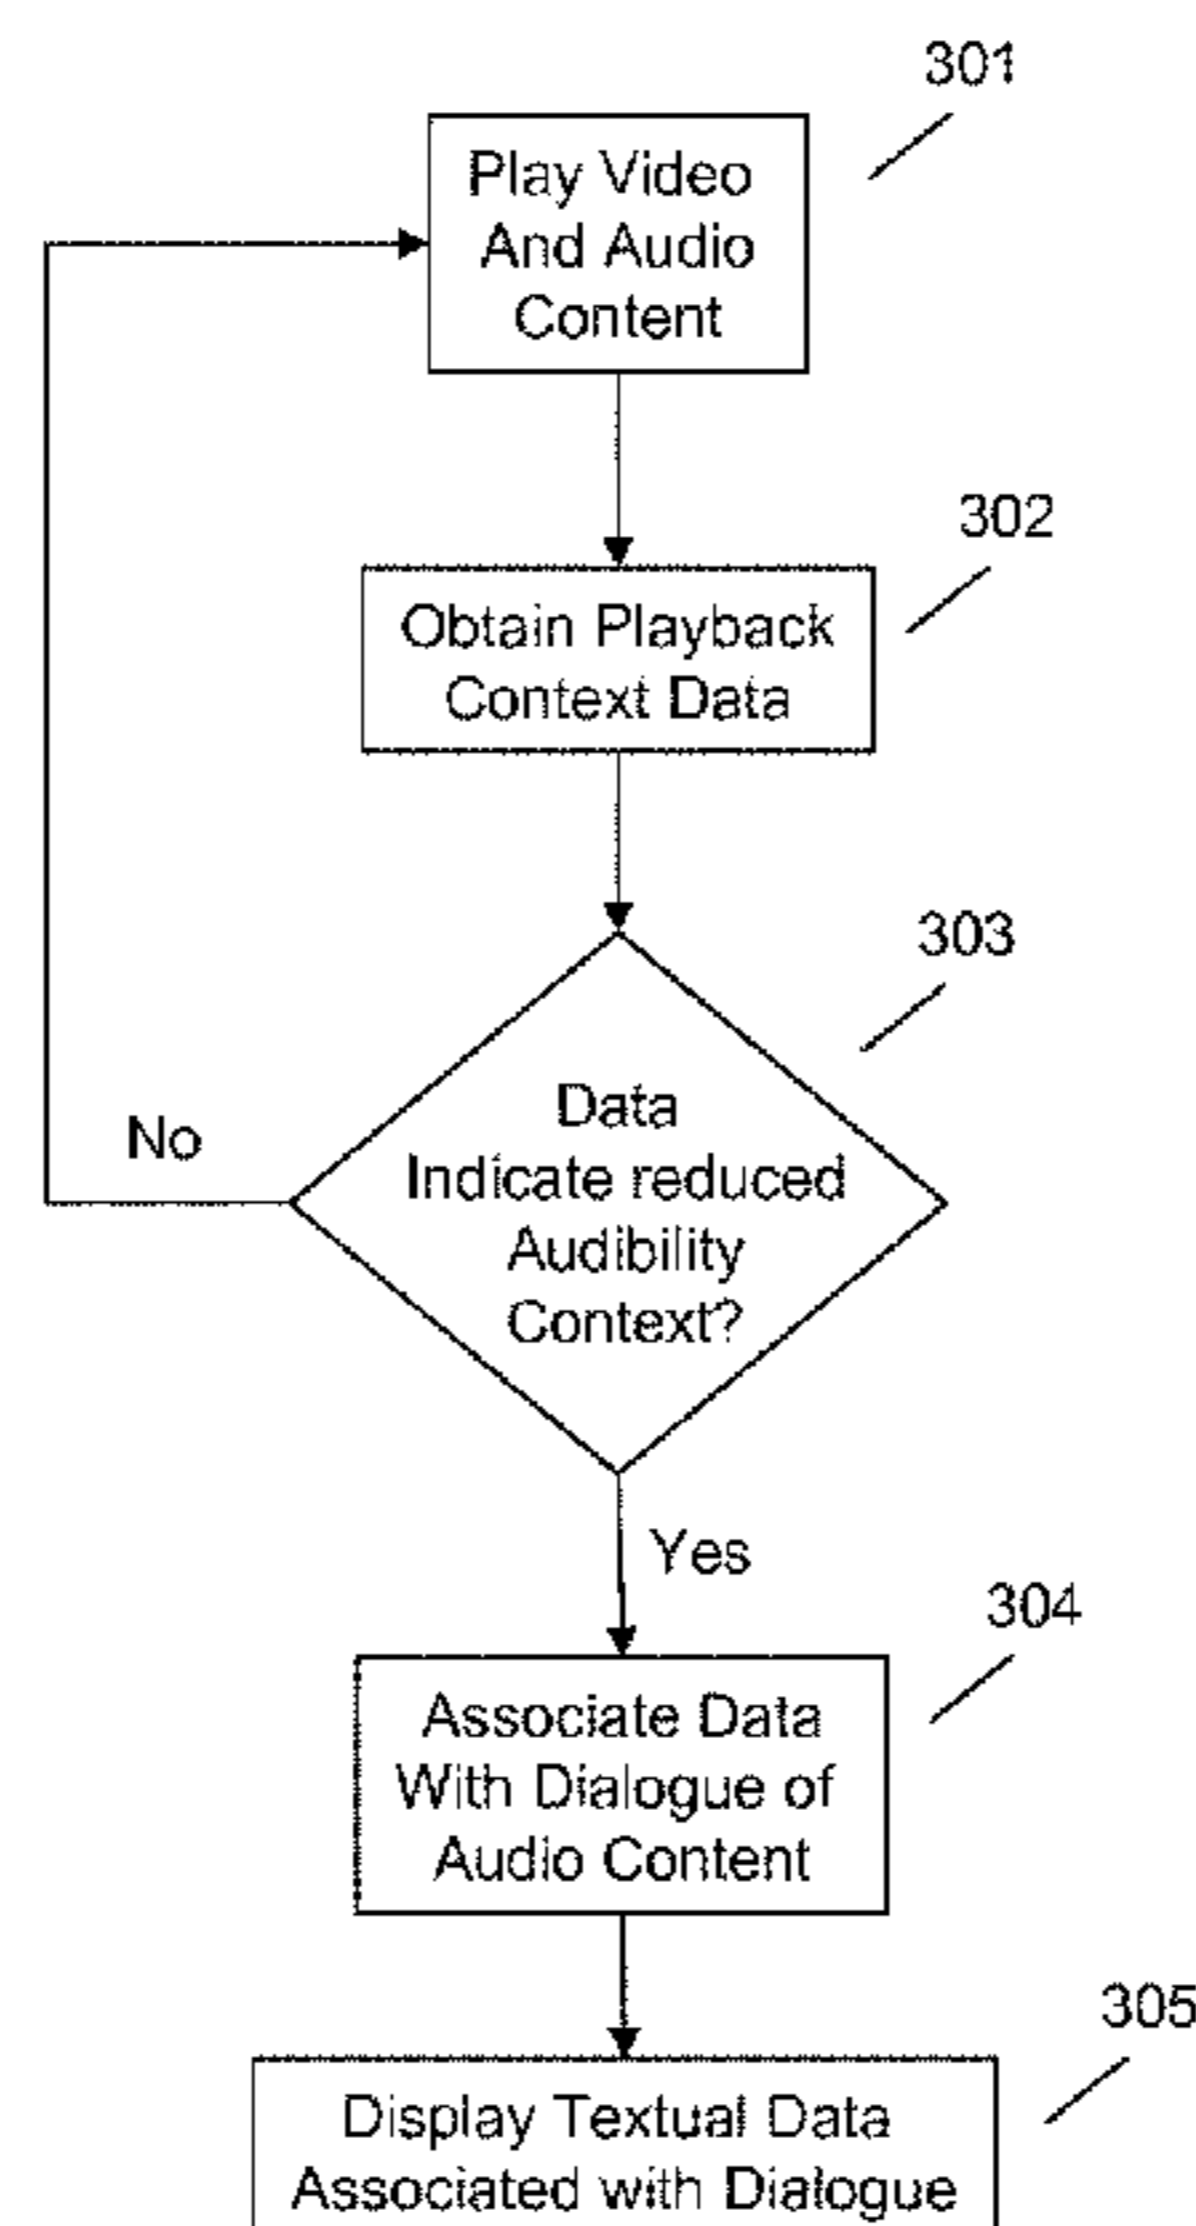 301
Play Video
And Audio
Content
302
Obtain Playback
Context Data
303
Data
Indicate reduced
Audibility
Context?
No
Yes
304
Associate Data
With Dialogue of
Audio Content
305
Display Textual Data
Associated with Dialogue